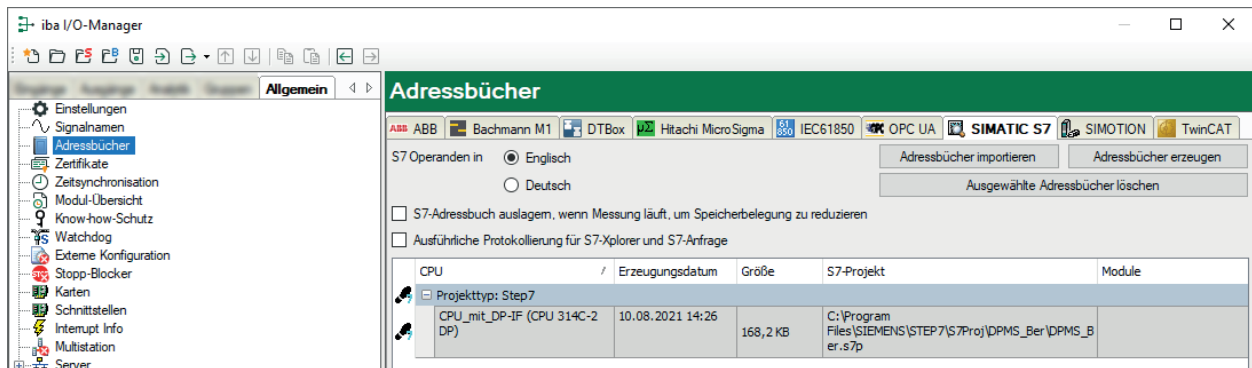 iba I/O-Manager
Allgemein
Einstellungen
Signalnamen
Adressbücher
Zertifikate
Zeitsynchronisation
Modul-Übersicht
Know-how-Schutz
Watchdog
Externe Konfiguration
Stopp-Blocker
Karten
Schnittstellen
Interrupt Info
Multistation
Server
Adressbücher
ABB ABB Bachmann M1 DTBox µΣ Hitachi MicroSigma 61 850 IEC61850 OPC UA SIMATIC S7 SIMOTION TwinCAT
S7 Operanden in Englisch Adressbücher importieren Adressbücher erzeugen
Deutsch Ausgewählte Adressbücher löschen
S7-Adressbuch auslagern, wenn Messung läuft, um Speicherbelegung zu reduzieren
Ausführliche Protokollierung für S7-Xplorer und S7-Anfrage
CPU / Erzeugungsdatum Größe S7-Projekt Module
Projekttyp: Step7
CPU_mit_DP-IF (CPU 314C-2 DP) 10.08.2021 14:26 168,2 KB C:\Program
Files\SIEMENS\STEP7\S7Proj\DPMS_Ber\DPMS_B
er.s7p